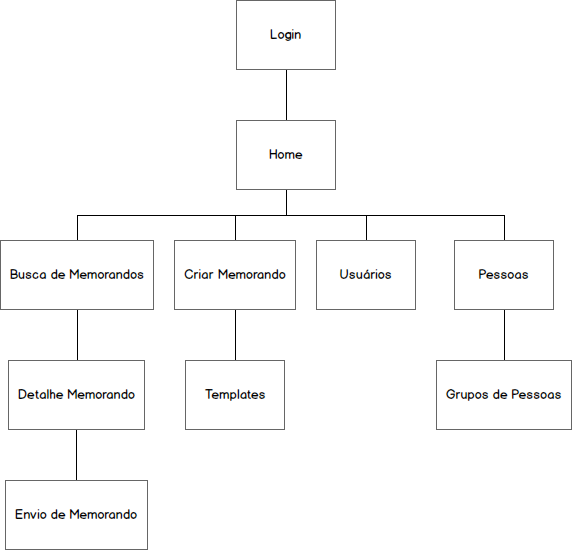 Login
Home
Busca de Memorandos
Criar Memorando
Usuários
Pessoas
Detalhe Memorando
Templates
Grupos de Pessoas
Envio de Memorando